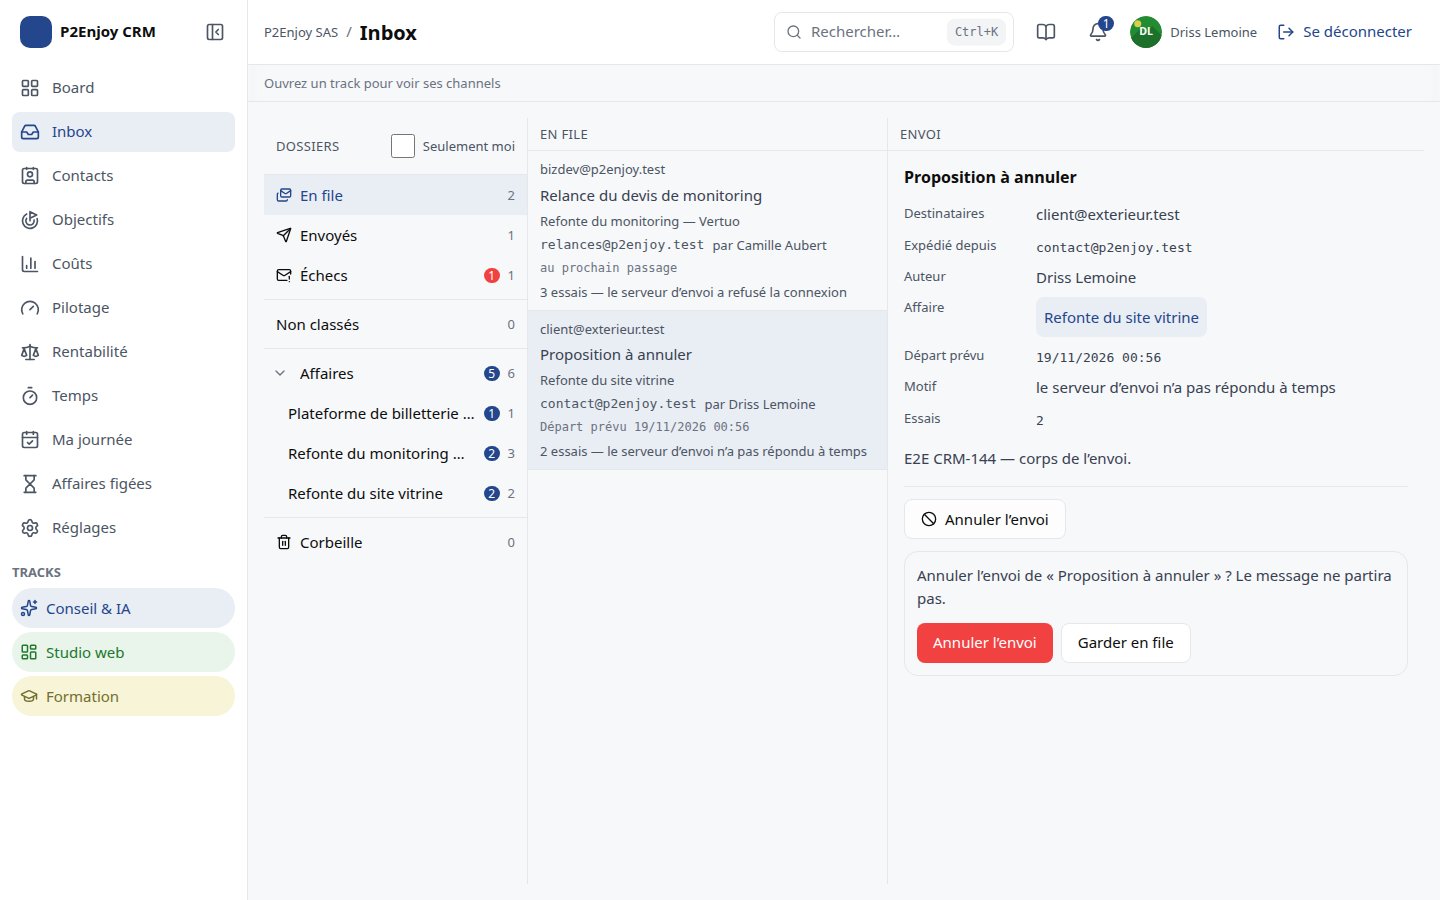 P2Enjoy CRM
Board
Inbox
Contacts
Objectifs
Coûts
Pilotage
Rentabilité
Temps
Ma journée
Affaires figées
Réglages
TRACKS
Conseil & IA
Studio web
Formation
P2Enjoy SAS / Inbox
Rechercher... Ctrl+K
1
DL Driss Lemoine
Se déconnecter
Ouvrez un track pour voir ses channels
DOSSIERS Seulement moi
En file 2
Envoyés 1
Échecs 1 1
Non classés 0
Affaires 5 6
Plateforme de billetterie ... 1 1
Refonte du monitoring ... 2 3
Refonte du site vitrine 2 2
Corbeille 0
EN FILE
bizdev@p2enjoy.test
Relance du devis de monitoring
Refonte du monitoring — Vertuo
relances@p2enjoy.test par Camille Aubert
au prochain passage
3 essais — le serveur d’envoi a refusé la connexion
client@exterieur.test
Proposition à annuler
Refonte du site vitrine
contact@p2enjoy.test par Driss Lemoine
Départ prévu 19/11/2026 00:56
2 essais — le serveur d’envoi n’a pas répondu à temps
ENVOI
Proposition à annuler
Destinataires client@exterieur.test
Expédié depuis contact@p2enjoy.test
Auteur Driss Lemoine
Affaire Refonte du site vitrine
Départ prévu 19/11/2026 00:56
Motif le serveur d’envoi n’a pas répondu à temps
Essais 2
E2E CRM-144 — corps de l’envoi.
Annuler l’envoi
Annuler l’envoi de « Proposition à annuler » ? Le message ne partira
pas.
Annuler l’envoi Garder en file